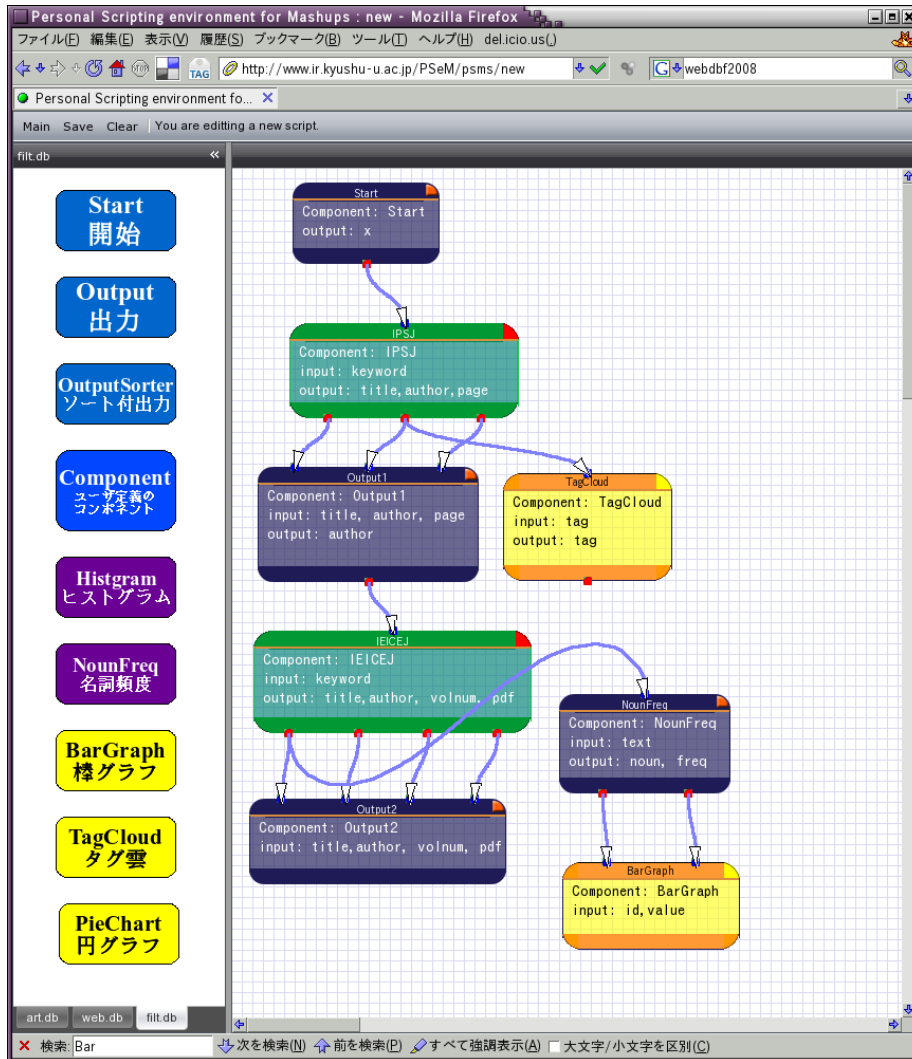 Personal Scripting environment for Mashups : new - Mozilla Firefox
ファイル(F) 編集(E) 表示(V) 履歴(S) ブックマーク(B) ツール(T) ヘルプ(H) del.icio.us(.)
STOP TAG http://www.ir.kyushu-u.ac.jp/PSeM/psms/new G webdbf2008
Personal Scripting environment fo...
Main Save Clear You are editting a new script.
filt.db «
Start
開始
Output
出力
OutputSorter
ソート付出力
Component
ユーザ定義の
コンポネント
Histgram
ヒストグラム
NounFreq
名詞頻度
BarGraph
棒グラフ
TagCloud
タグ雲
PieChart
円グラフ
Start
Component: Start
output: x
IPSJ
Component: IPSJ
input: keyword
output: title,author,page
Output1
Component: Output1
input: title, author, page
output: author
TagCloud
Component: TagCloud
input: tag
output: tag
IEICEJ
Component: IEICEJ
input: keyword
output: title,author, volnum, pdf
NounFreq
Component: NounFreq
input: text
output: noun, freq
Output2
Component: Output2
input: title,author, volnum, pdf
BarGraph
Component: BarGraph
input: id,value
art.db web.db filt.db
検索: Bar 次を検索(N) 前を検索(P) すべて強調表示(A) 大文字/小文字を区別(C)